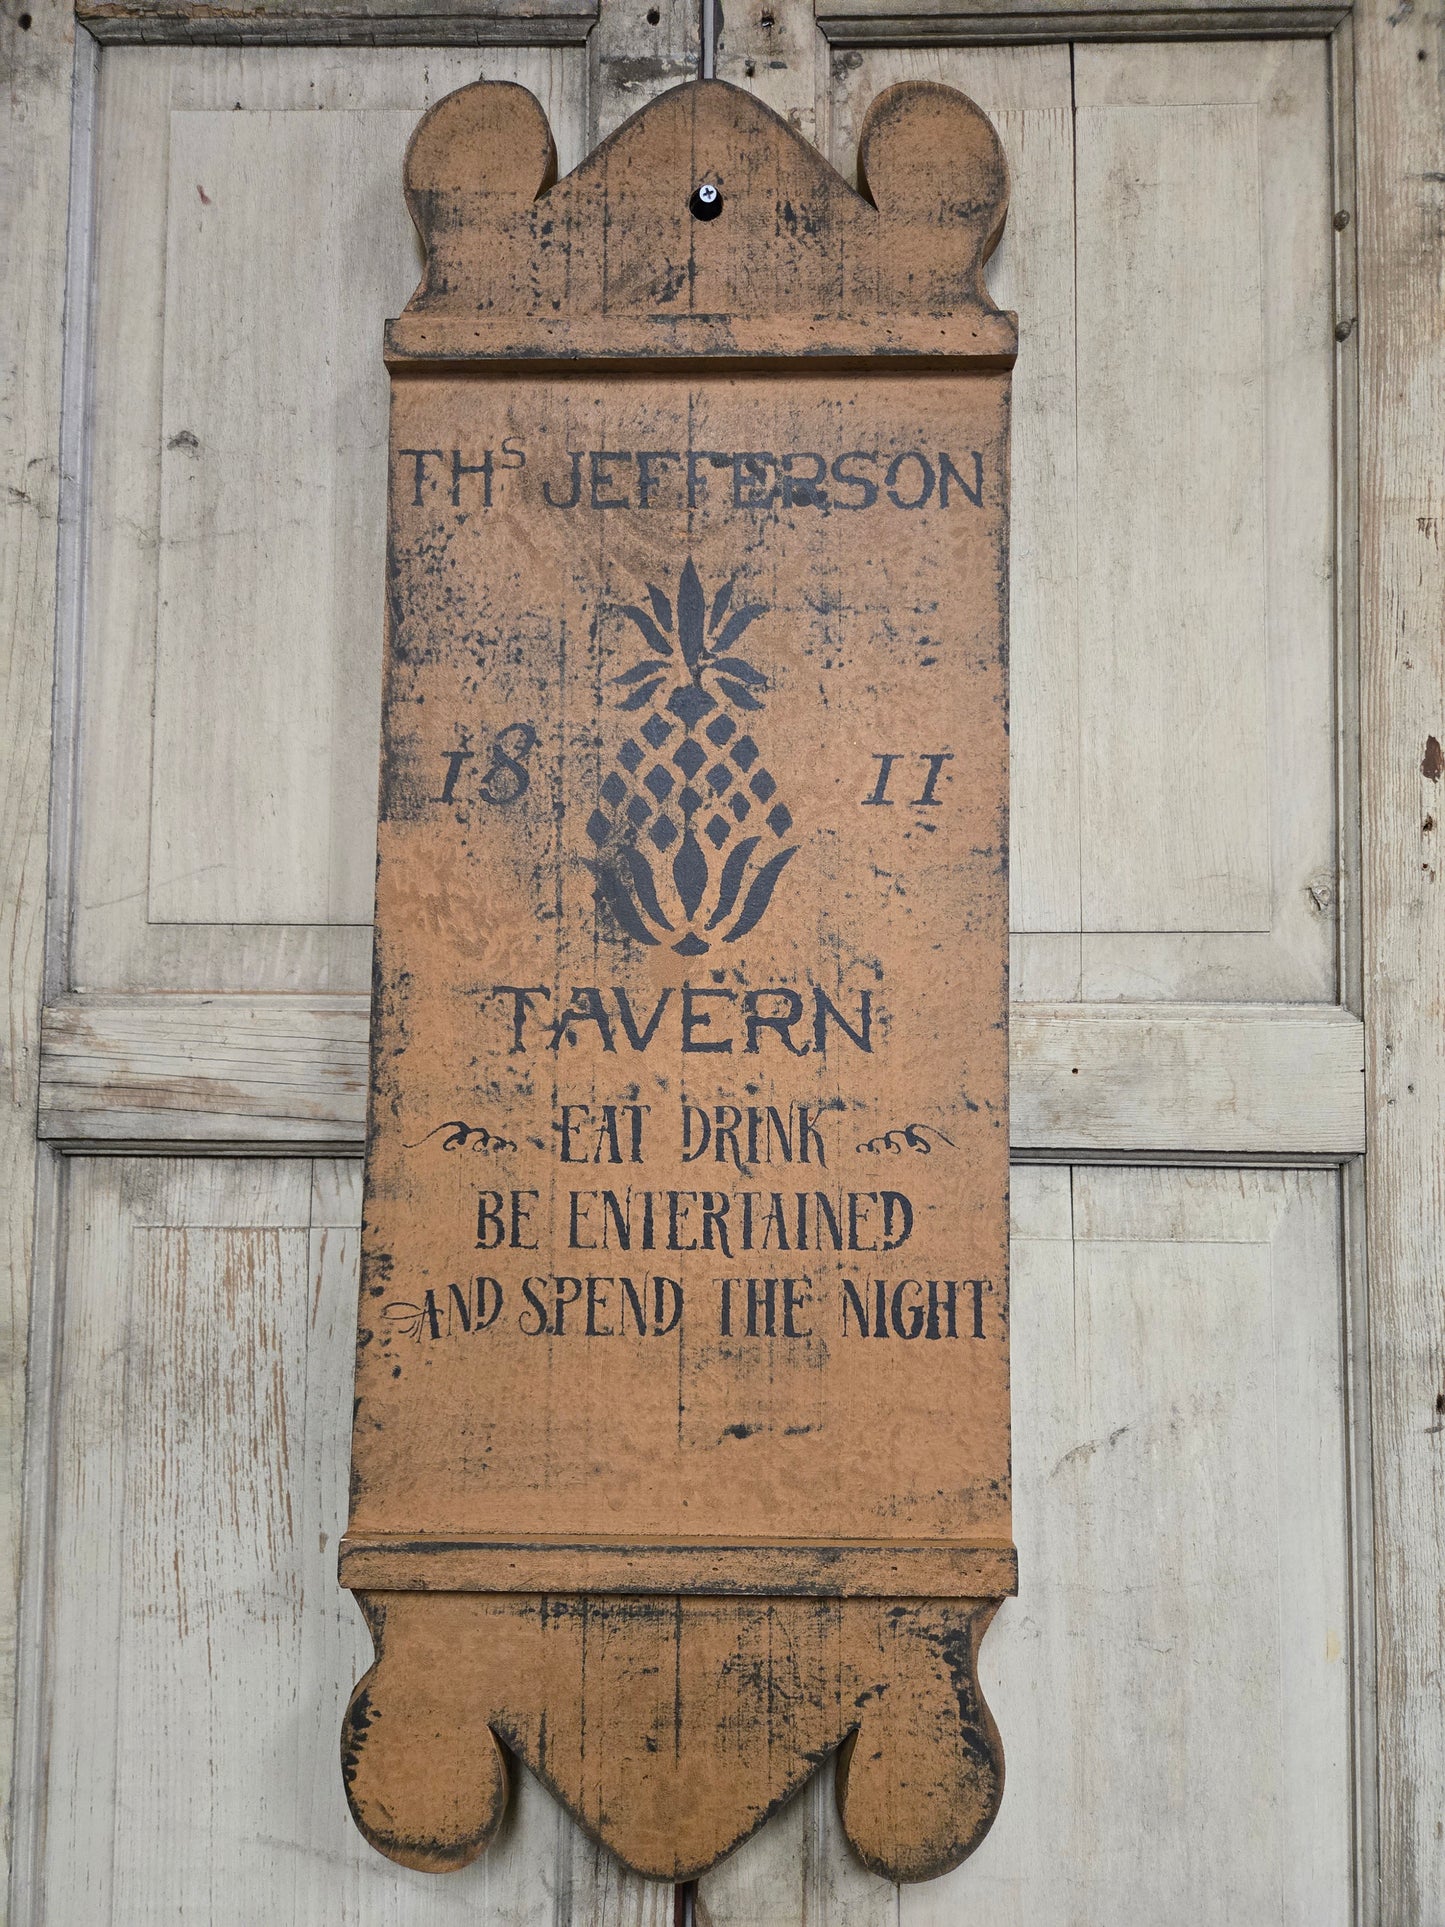 THS JEFFERSON
18 11
TAVERN
EAT DRINK
BE ENTERTAINED
AND SPEND THE NIGHT